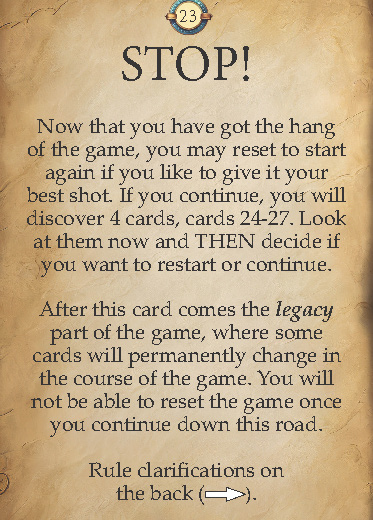 23
STOP!
Now that you have got the hang
of the game, you may reset to start
again if you like to give it your
best shot. If you continue, you will
discover 4 cards, cards 24-27. Look
at them now and THEN decide if
you want to restart or continue.
After this card comes the legacy
part of the game, where some
cards will permanently change in
the course of the game. You will
not be able to reset the game once
you continue down this road.
Rule clarifications on
the back (⇨).